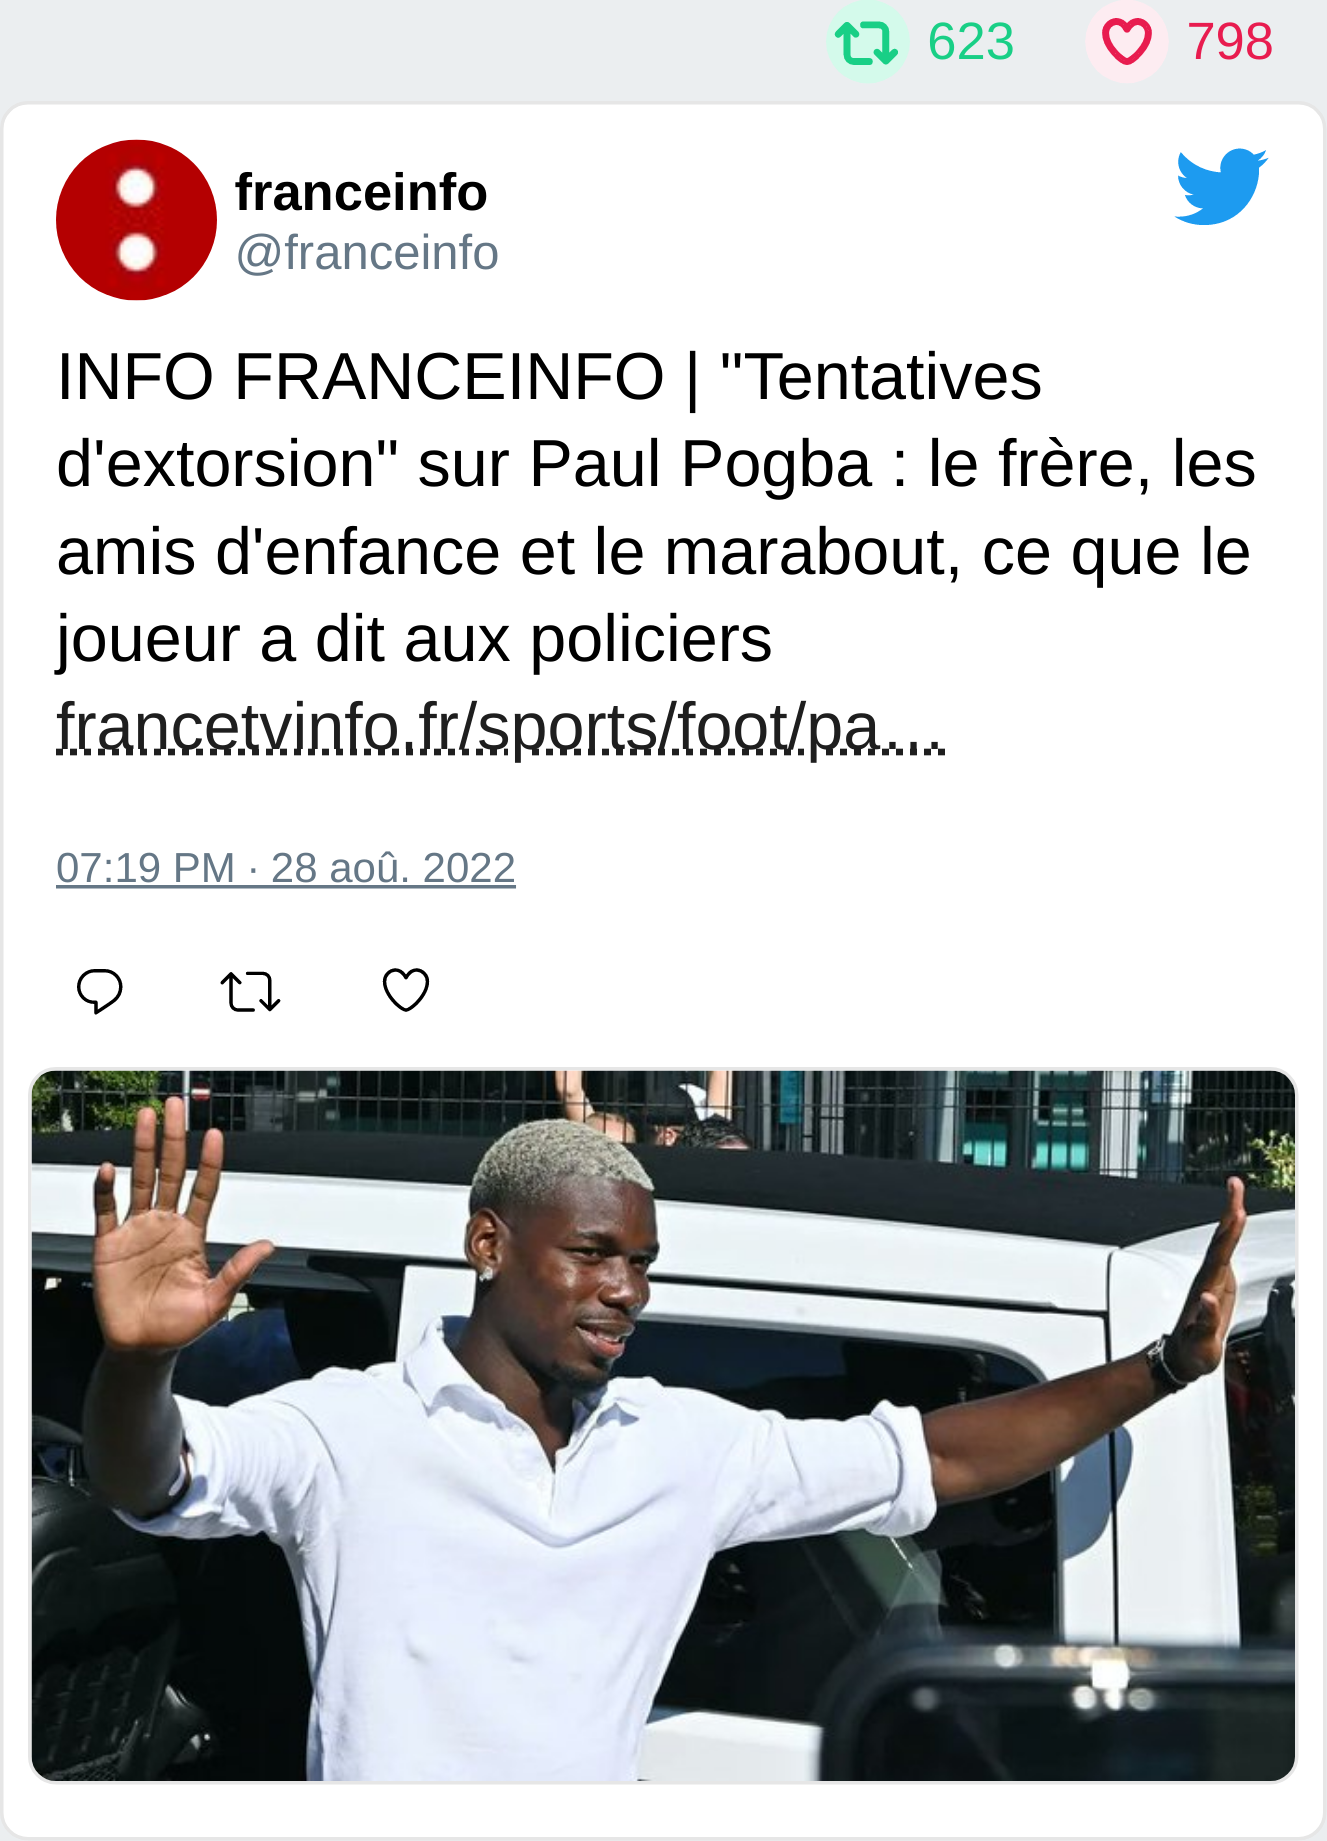 623 798
franceinfo
@franceinfo
INFO FRANCEINFO | "Tentatives
d'extorsion" sur Paul Pogba : le frère, les
amis d'enfance et le marabout, ce que le
joueur a dit aux policiers
francetvinfo.fr/sports/foot/pa…
07:19 PM · 28 aoû. 2022